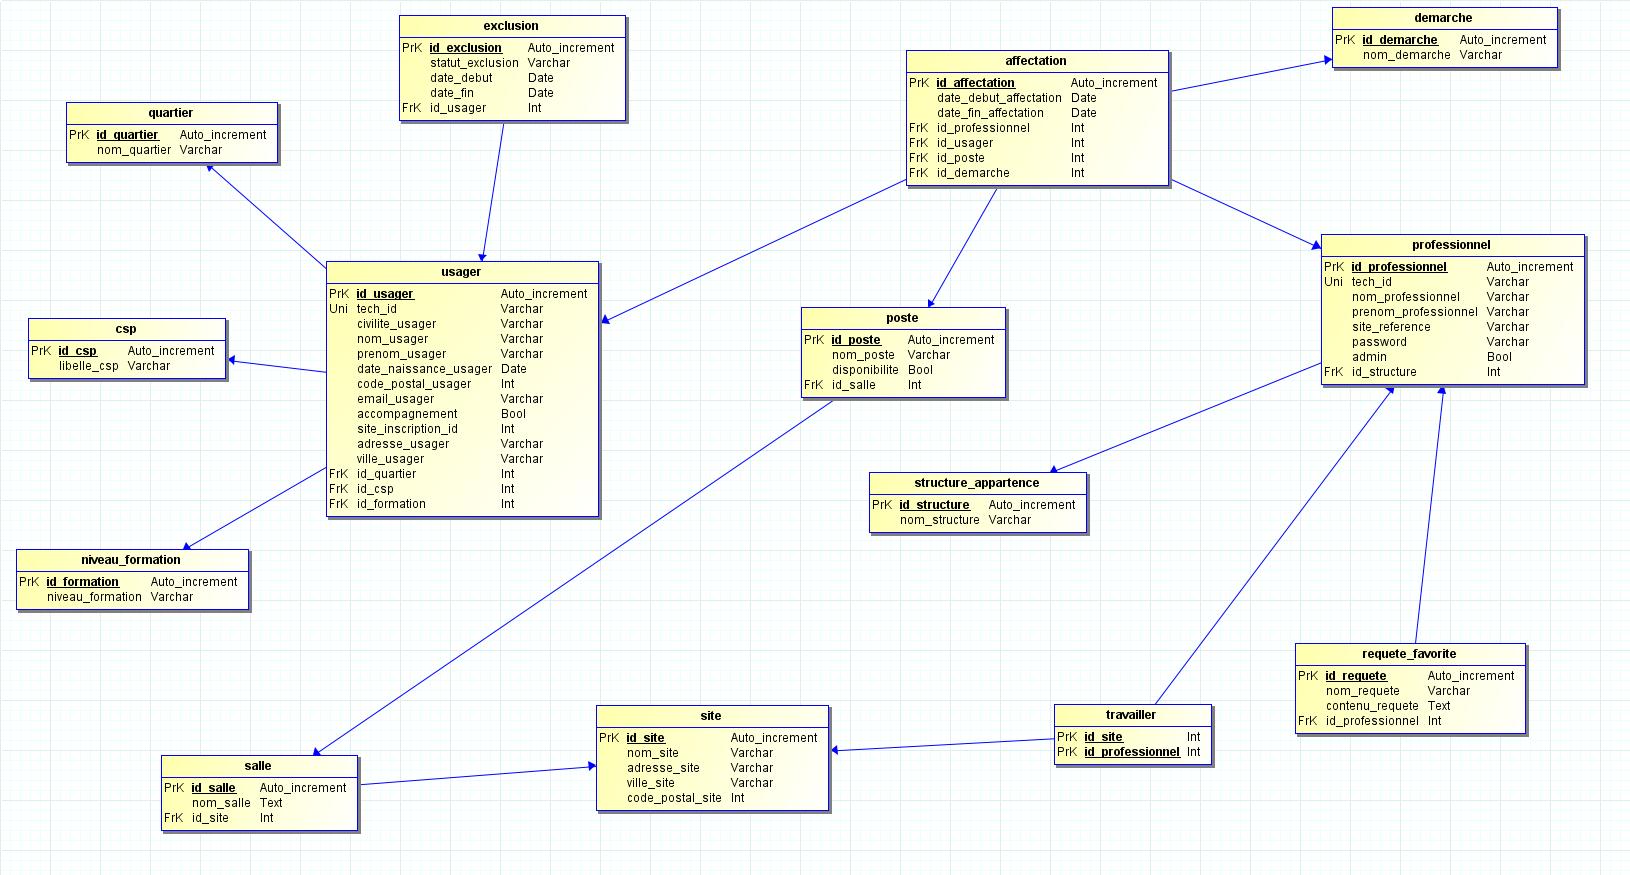 exclusion
PrK id_exclusion Auto_increment
statut_exclusion Varchar
date_debut Date
date_fin Date
FrK id_usager Int
demarche
PrK id_demarche Auto_increment
nom_demarche Varchar
affectation
PrK id_affectation Auto_increment
date_debut_affectation Date
date_fin_affectation Date
FrK id_professionnel Int
FrK id_usager Int
FrK id_poste Int
FrK id_demarche Int
quartier
PrK id_quartier Auto_increment
nom_quartier Varchar
professionnel
PrK id_professionnel Auto_increment
Uni tech_id Varchar
nom_professionnel Varchar
prenom_professionnel Varchar
site_reference Varchar
password Varchar
admin Bool
FrK id_structure Int
usager
PrK id_usager Auto_increment
Uni tech_id Varchar
civilite_usager Varchar
nom_usager Varchar
prenom_usager Varchar
date_naissance_usager Date
code_postal_usager Int
email_usager Varchar
accompagnement Bool
site_inscription_id Int
adresse_usager Varchar
ville_usager Varchar
FrK id_quartier Int
FrK id_csp Int
FrK id_formation Int
csp
PrK id_csp Auto_increment
libelle_csp Varchar
poste
PrK id_poste Auto_increment
nom_poste Varchar
disponibilite Bool
FrK id_salle Int
structure_appartence
PrK id_structure Auto_increment
nom_structure Varchar
niveau_formation
PrK id_formation Auto_increment
niveau_formation Varchar
requete_favorite
PrK id_requete Auto_increment
nom_requete Varchar
contenu_requete Text
FrK id_professionnel Int
site
PrK id_site Auto_increment
nom_site Varchar
adresse_site Varchar
ville_site Varchar
code_postal_site Int
travailler
PrK id_site Int
PrK id_professionnel Int
salle
PrK id_salle Auto_increment
nom_salle Text
FrK id_site Int